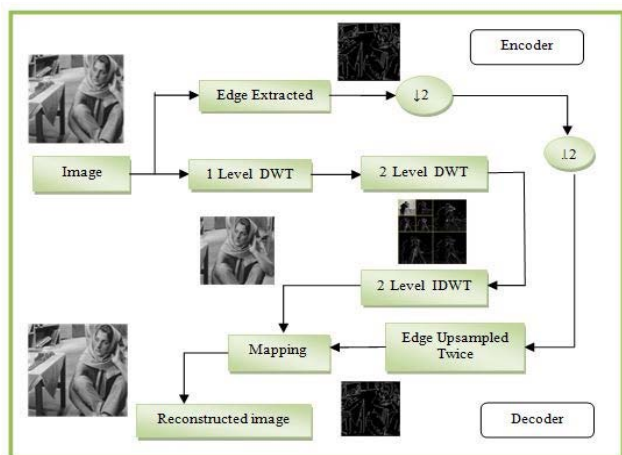 Encoder
Edge Extracted
↓2
↓2
Image
1 Level DWT
2 Level DWT
2 Level IDWT
Mapping
Edge Upsampled
Twice
Reconstructed image
Decoder